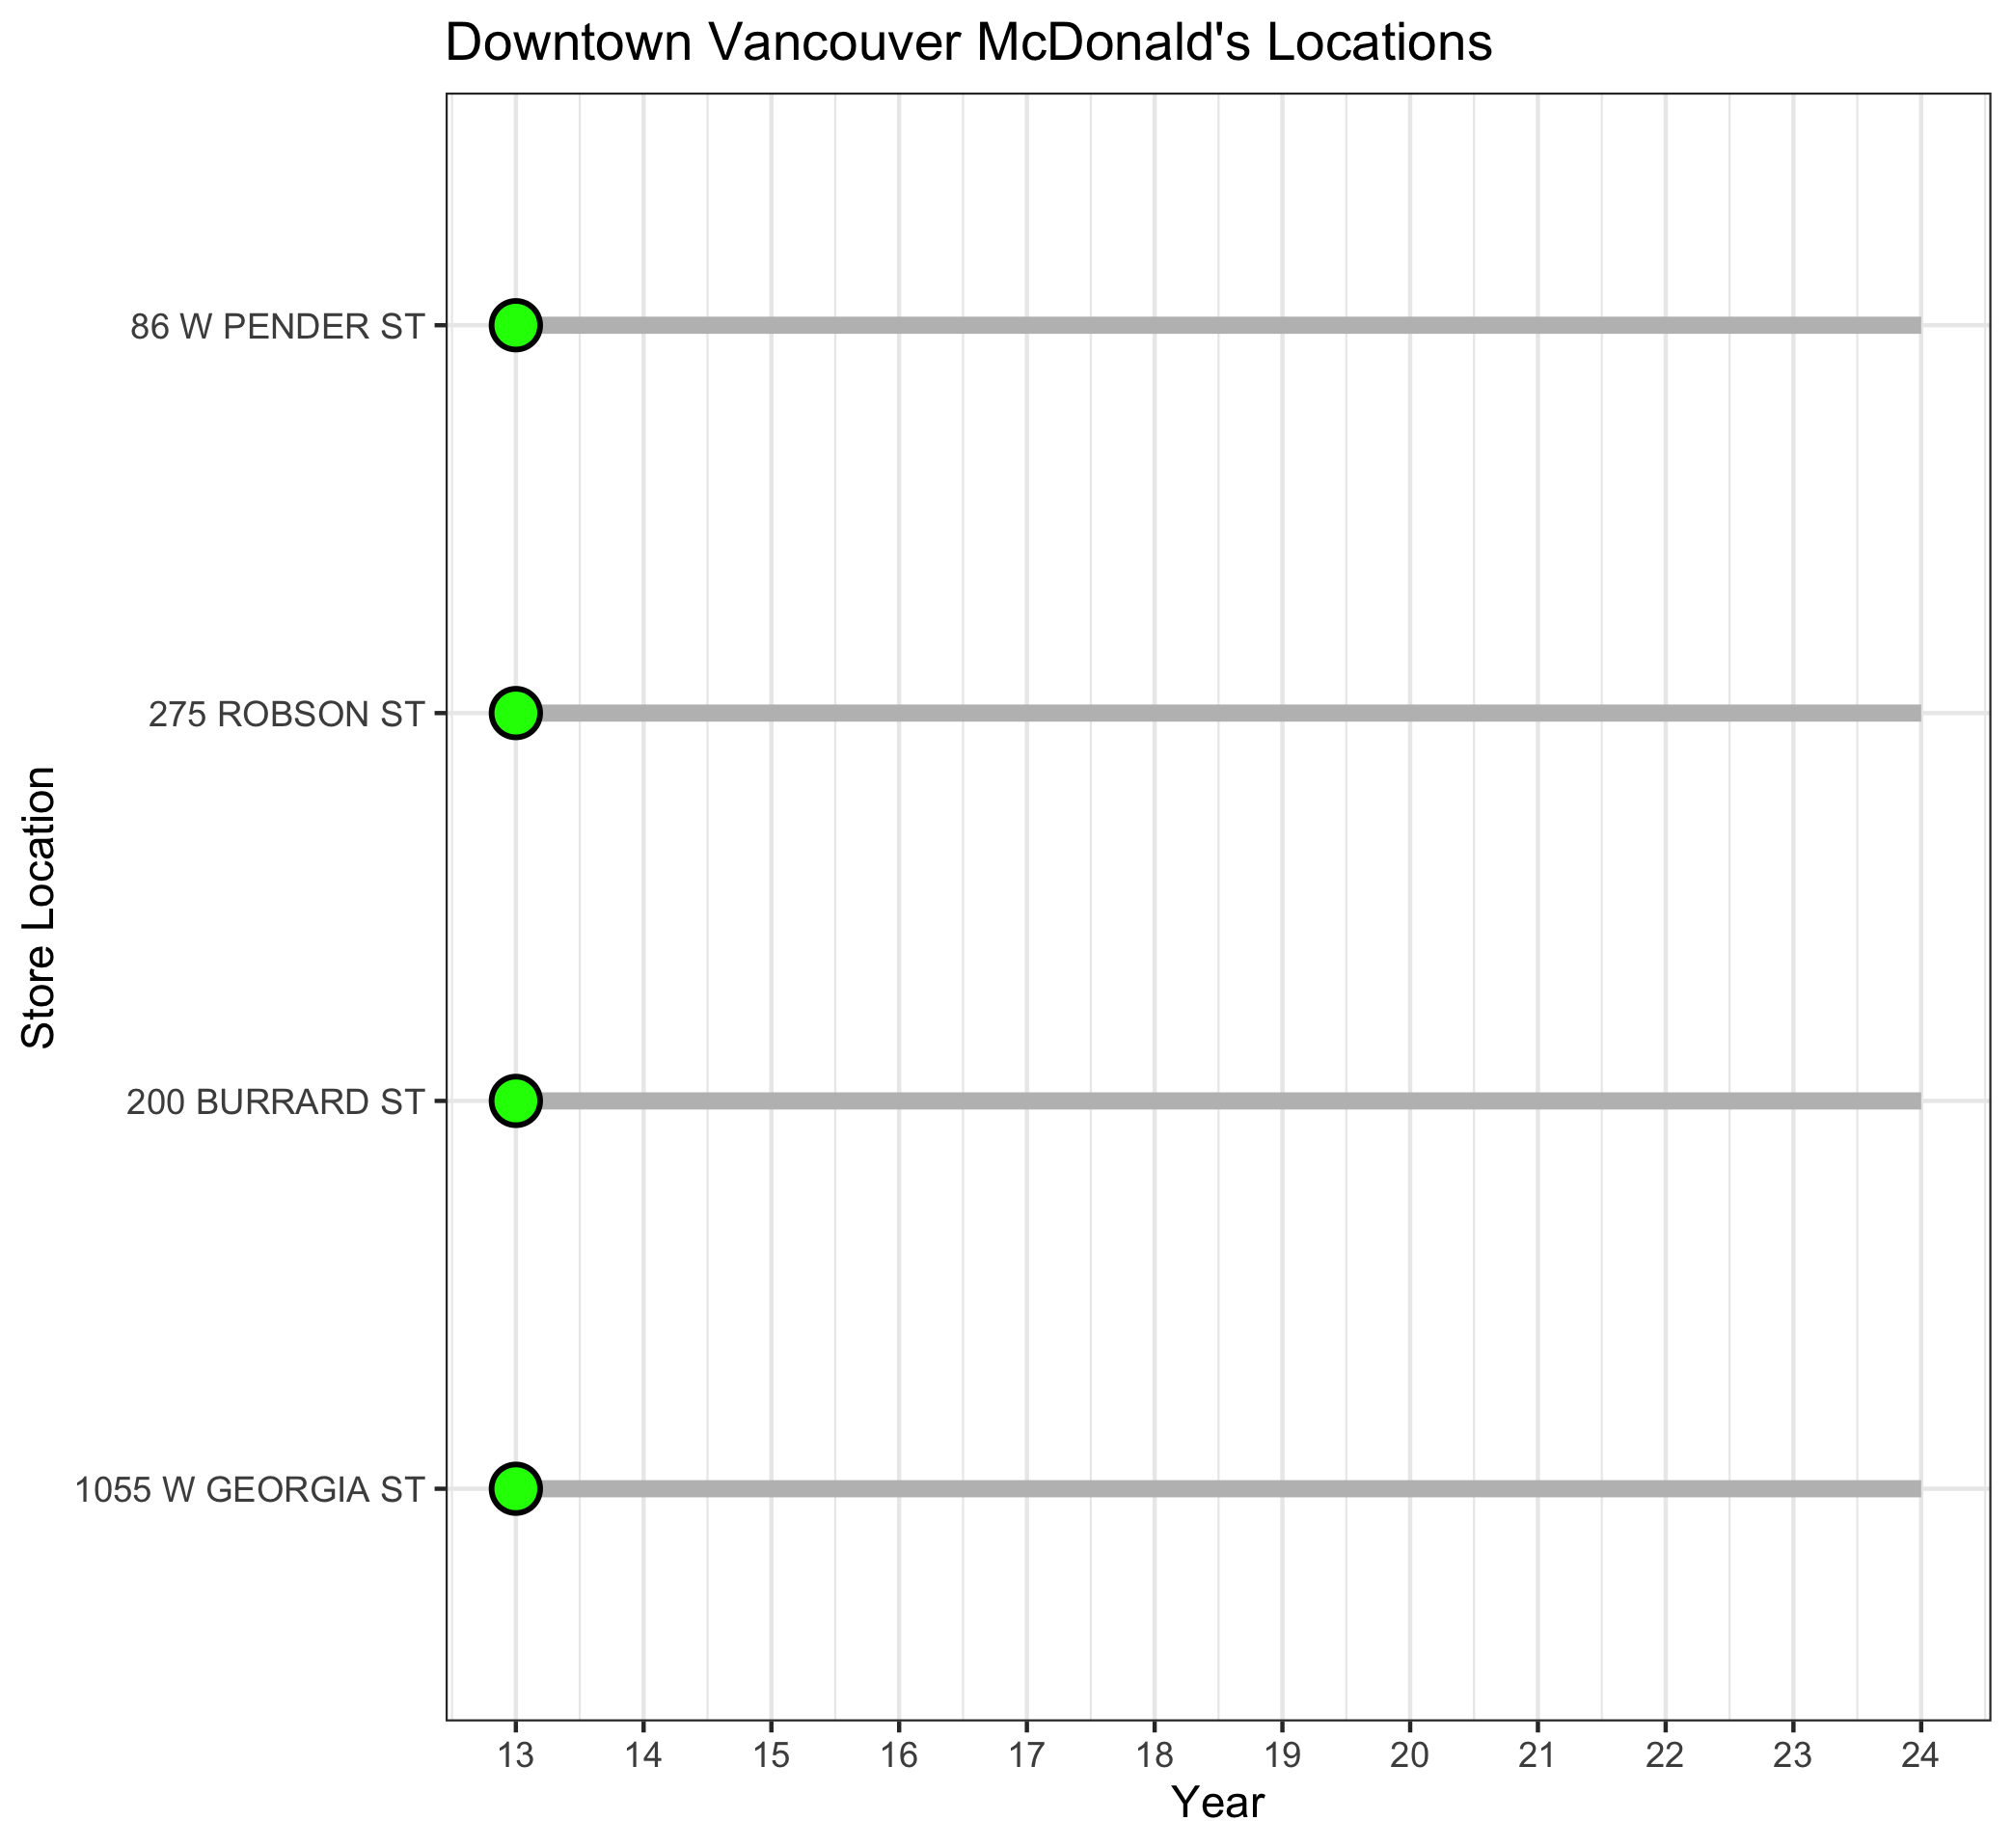 Downtown Vancouver McDonald's Locations
Store Location
86 W PENDER ST
275 ROBSON ST
200 BURRARD ST
1055 W GEORGIA ST
13 14 15 16 17 18 19 20 21 22 23 24
Year